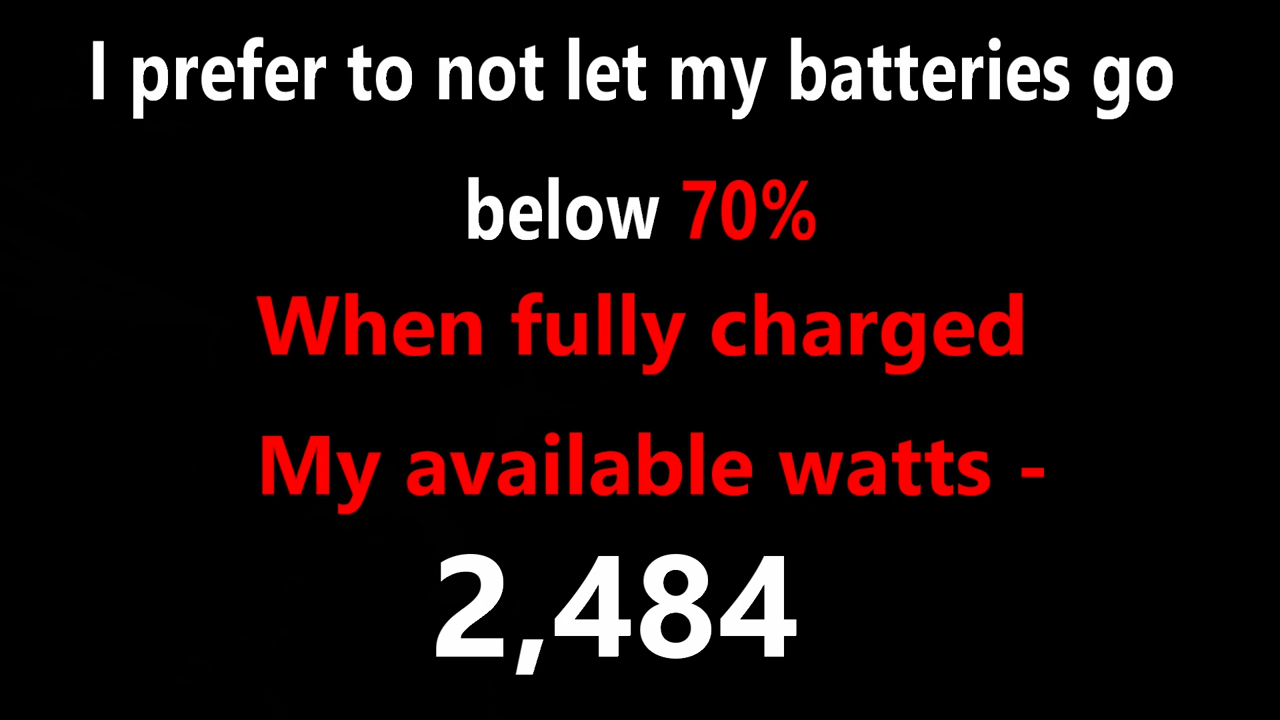 I prefer to not let my batteries go
below 70%
When fully charged
My available watts -
2,484